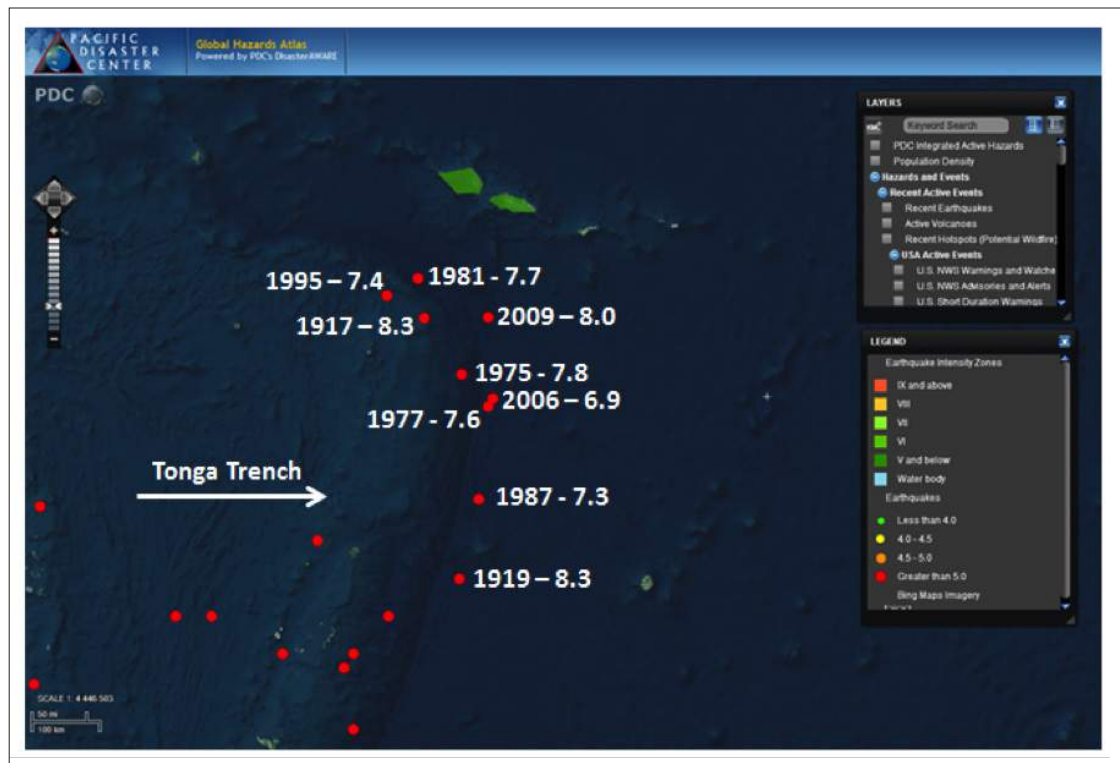 PACIFIC
DISASTER
CENTER
Global Hazards Atlas
Powered by PDC's DisasterAWARE
PDC
LAYERS
Keyword Search
PDC Integrated Active Hazards
Population Density
Hazards and Events
Recent Active Events
Recent Earthquakes
Active Volcanoes
Recent Hotspots (Potential Wildfire)
USA Active Events
U.S. NWS Warnings and Watche
U.S. NWS Advisories and Alerts
U.S. Short Duration Warnings
1995 – 7.4
1981 - 7.7
1917 – 8.3
2009 – 8.0
1975 - 7.8
2006 – 6.9
1977 - 7.6
Tonga Trench
1987 - 7.3
1919 – 8.3
LEGEND
Earthquake Intensity Zones
IX and above
VIII
VII
VI
V and below
Water body
Earthquakes
Less than 4.0
4.0 - 4.5
4.5 - 5.0
Greater than 5.0
Bing Maps Imagery
SCALE 1: 4 446 583
50 mi
100 km